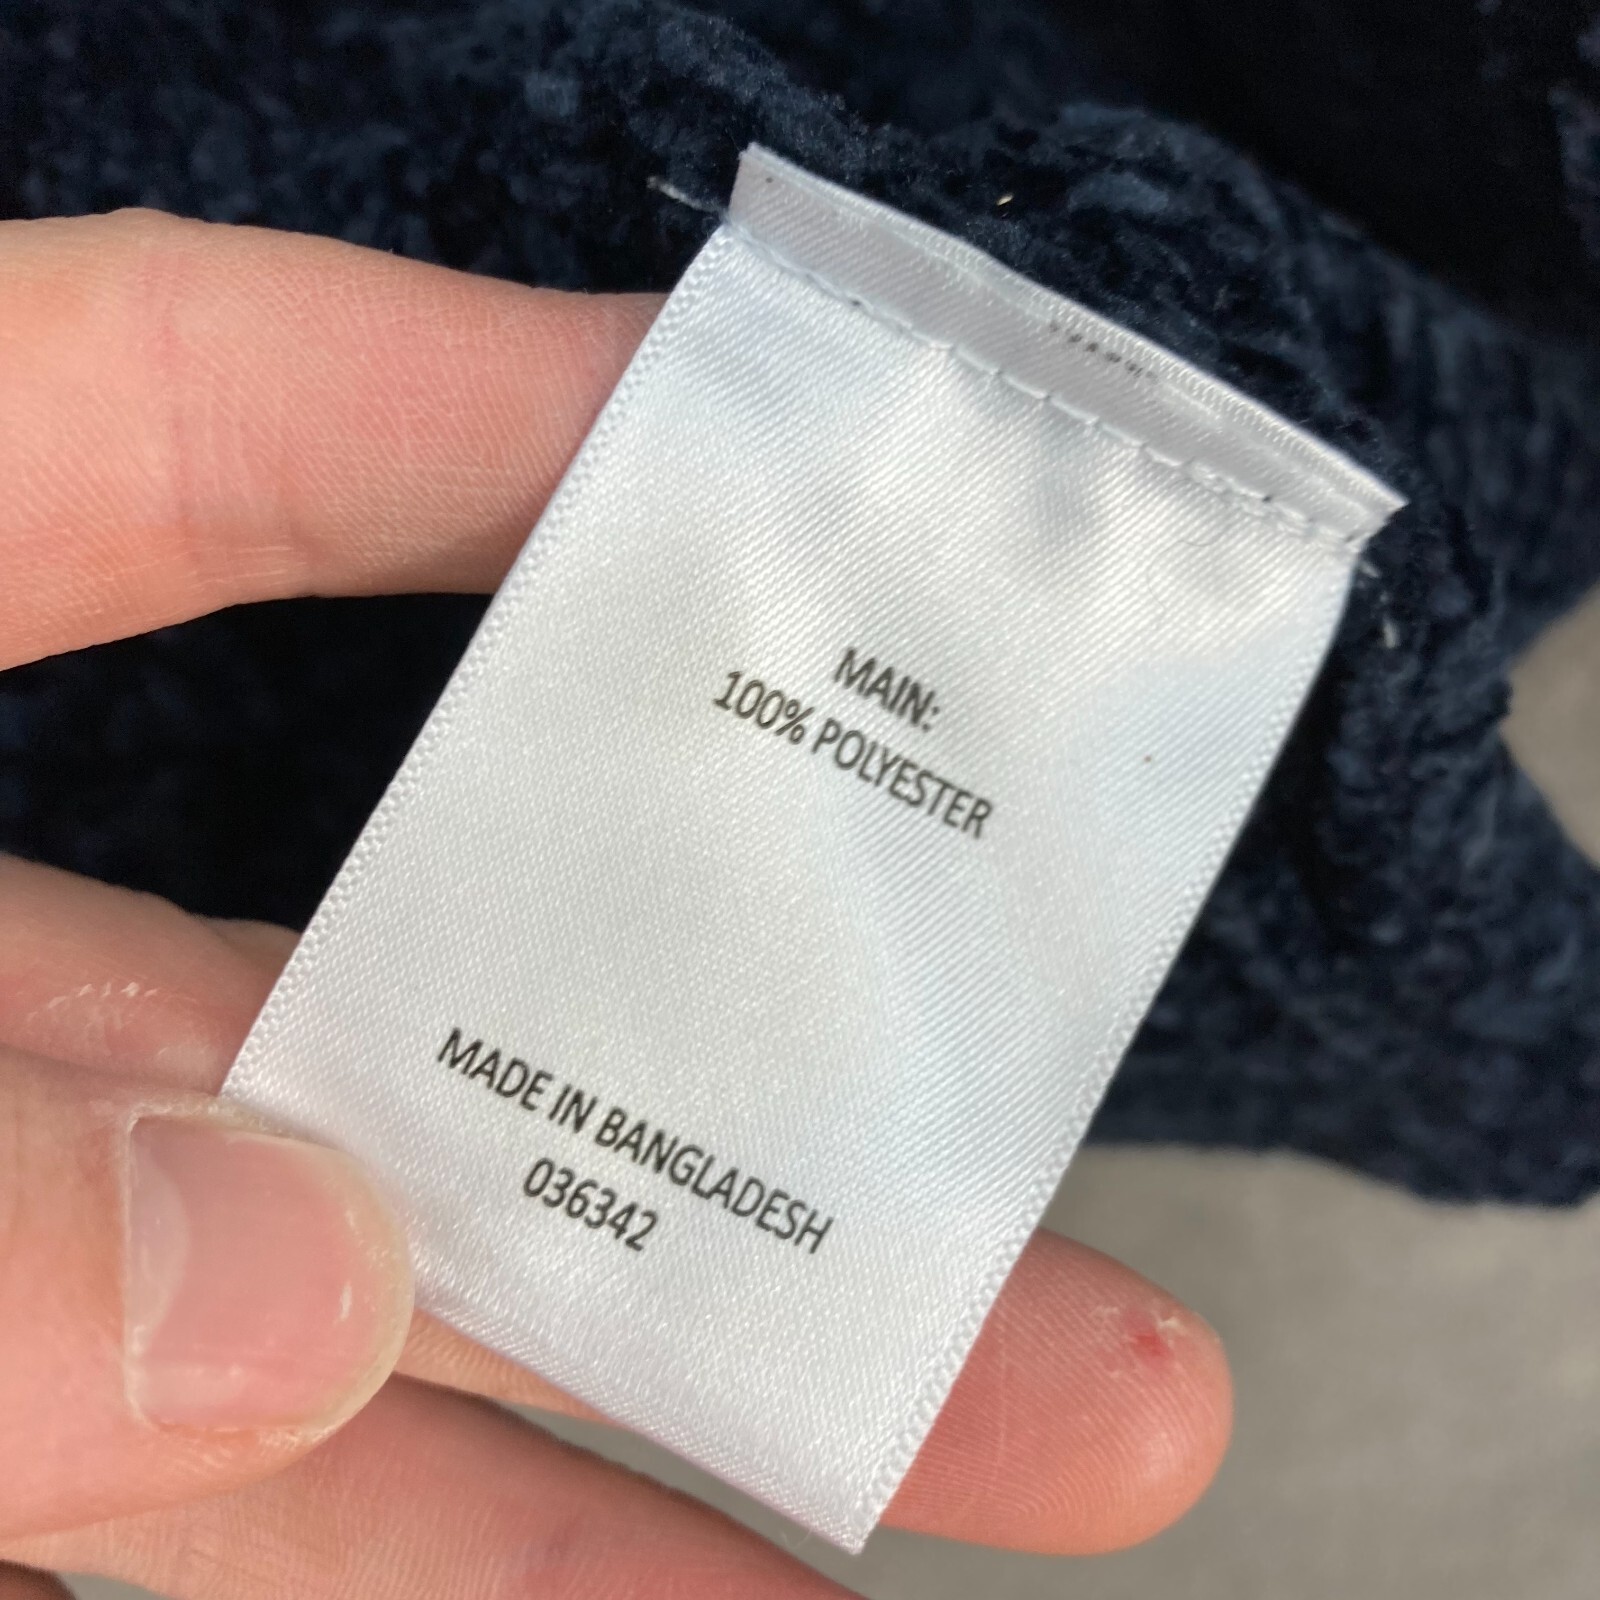 MAIN:
100% POLYESTER
MADE IN BANGLADESH
036342